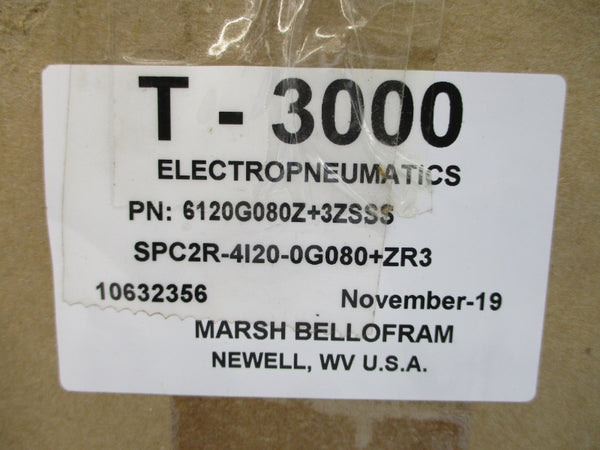 T - 3000
ELECTROPNEUMATICS
PN: 6120G080Z+3ZSSS
SPC2R-4I20-0G080+ZR3
10632356 November-19
MARSH BELLOFRAM
NEWELL, WV U.S.A.